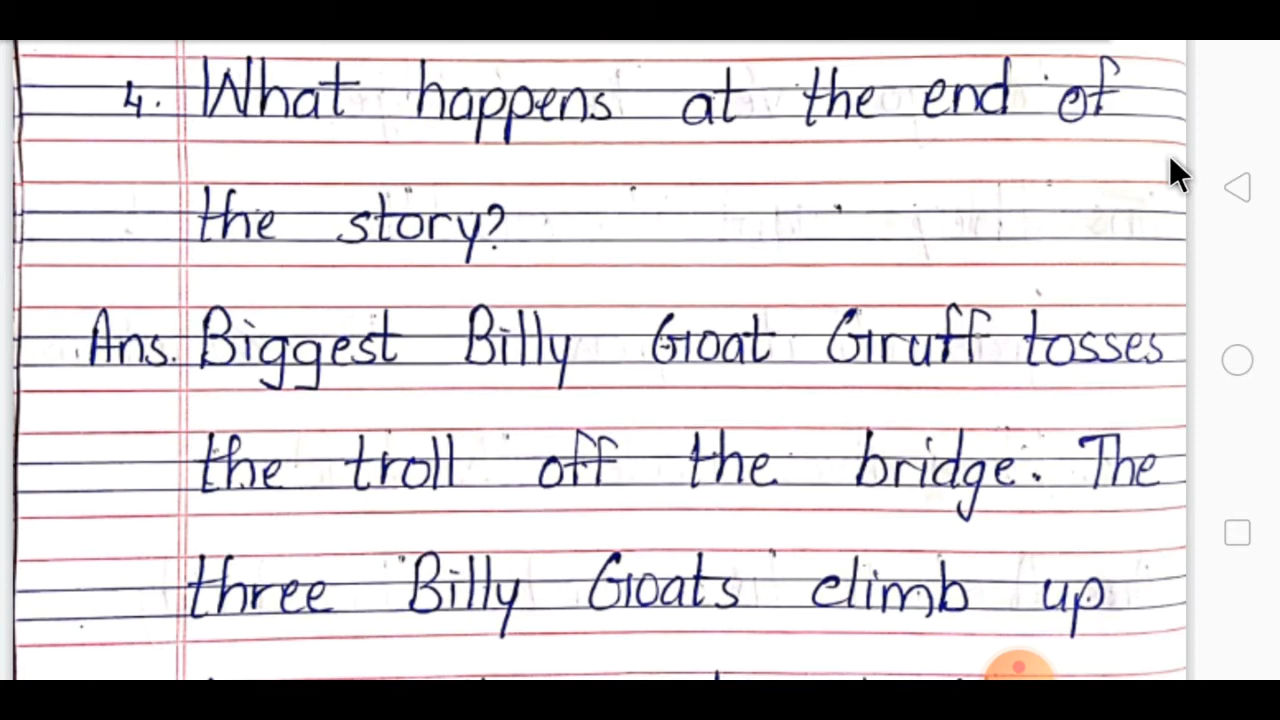 4. What happens at the end of
the story?
Ans. Biggest Billy Goat Gruff tosses
the troll off the bridge. The
three Billy Goats climb up